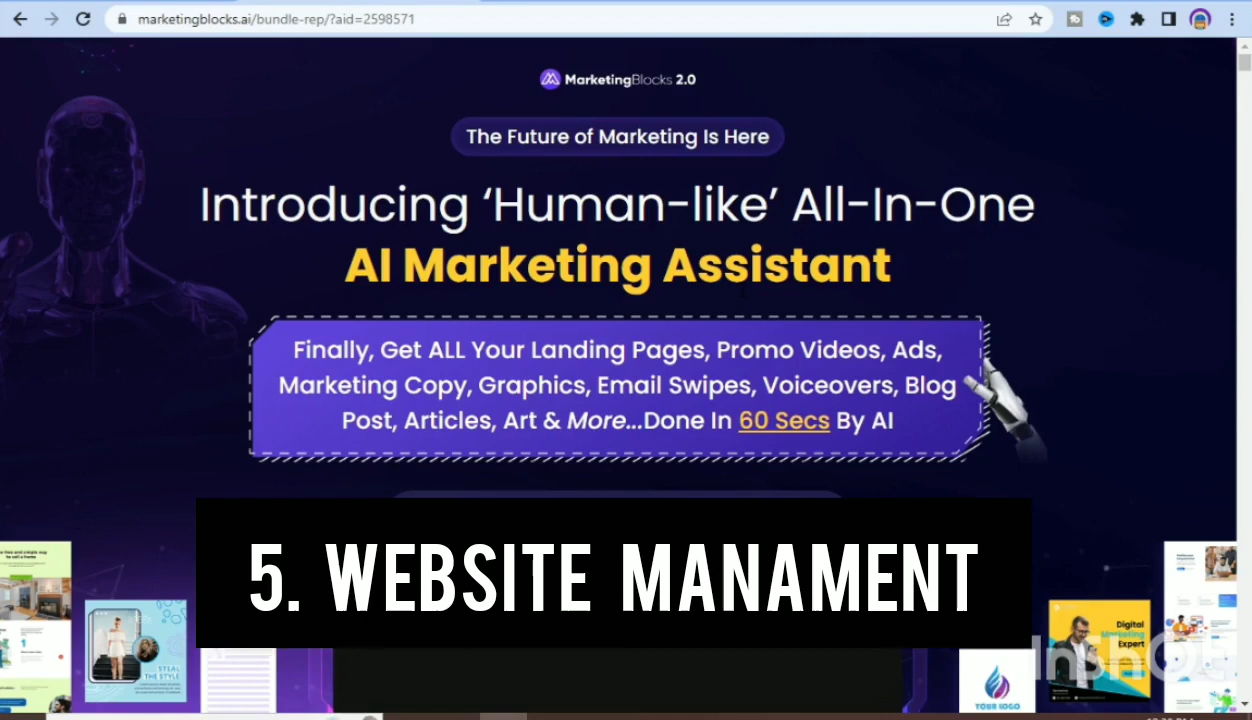 marketingblocks.ai/bundle-rep/?aid=2598571
MarketingBlocks 2.0
The Future of Marketing Is Here
Introducing ‘Human-like’ All-In-One
AI Marketing Assistant
Finally, Get ALL Your Landing Pages, Promo Videos, Ads,
Marketing Copy, Graphics, Email Swipes, Voiceovers, Blog
Post, Articles, Art & More...Done In 60 Secs By AI
5. WEBSITE MANAMENT
STEAL
THE STYLE
Digital
Marketing
Expert
YOUR LOGO
InShOt